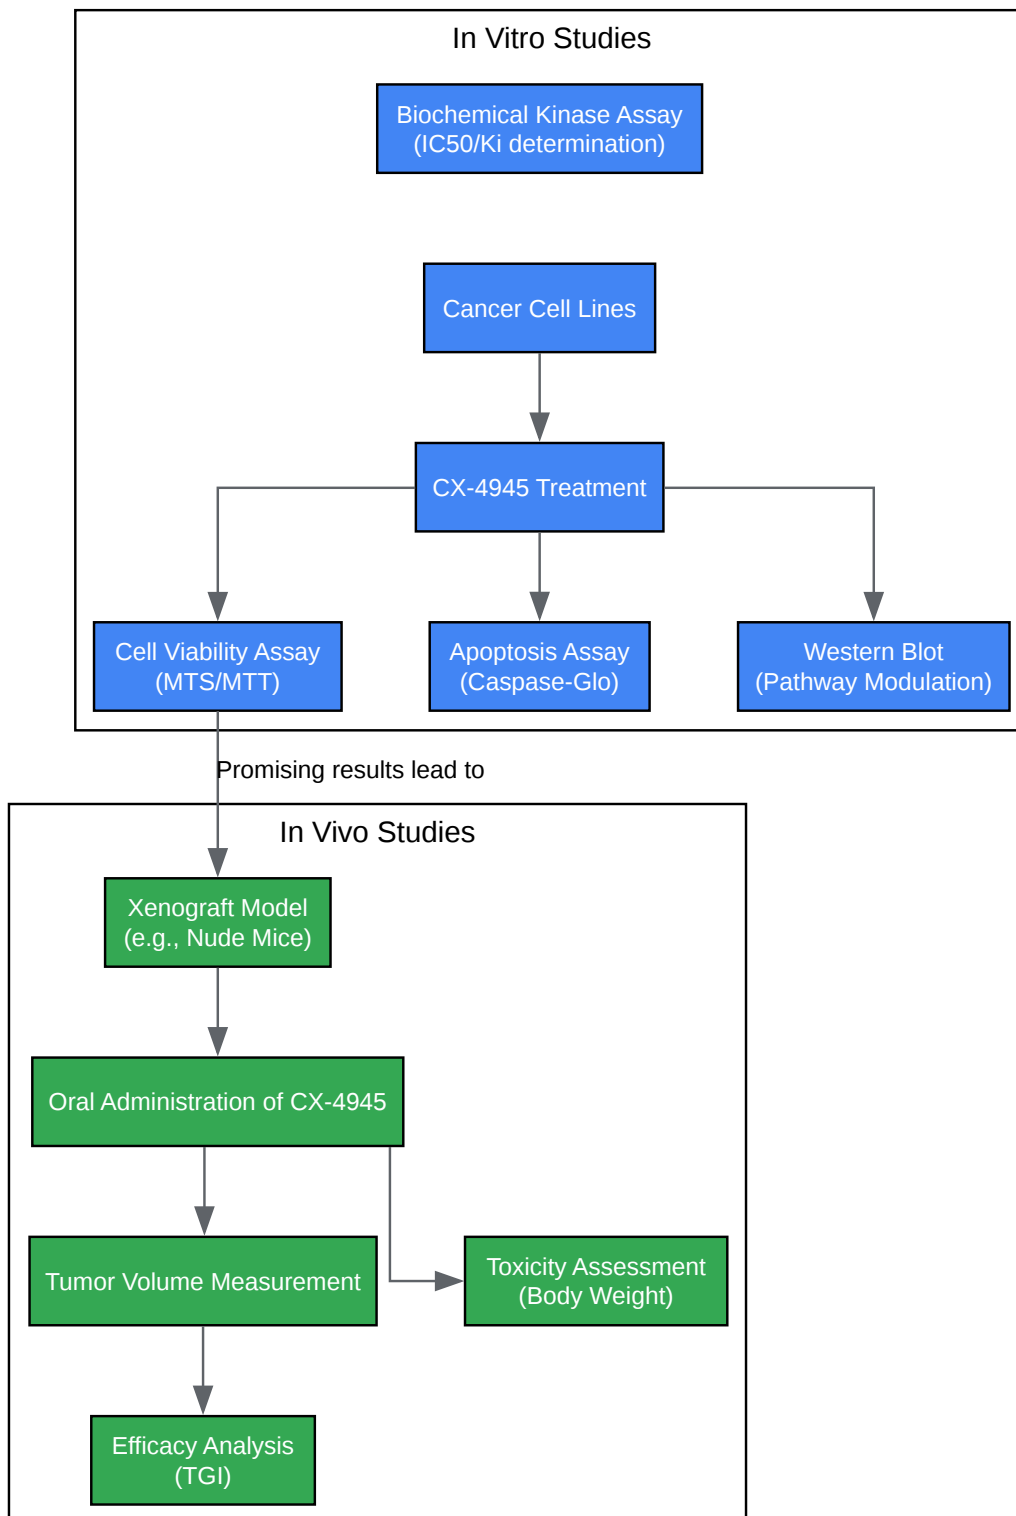 In Vitro Studies
Biochemical Kinase Assay
(IC50/Ki determination)
Cancer Cell Lines
CX-4945 Treatment
Cell Viability Assay
(MTS/MTT)
Apoptosis Assay
(Caspase-Glo)
Western Blot
(Pathway Modulation)
Promising results lead to
In Vivo Studies
Xenograft Model
(e.g., Nude Mice)
Oral Administration of CX-4945
Tumor Volume Measurement
Toxicity Assessment
(Body Weight)
Efficacy Analysis
(TGI)